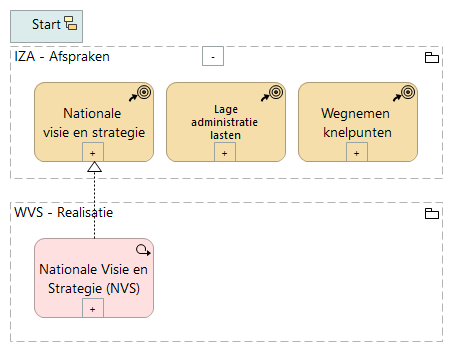 Start
IZA - Afspraken
-
Nationale
visie en strategie
+
Lage
administratie
lasten
+
Wegnemen
knelpunten
+
WVS - Realisatie
Nationale Visie en
Strategie (NVS)
+